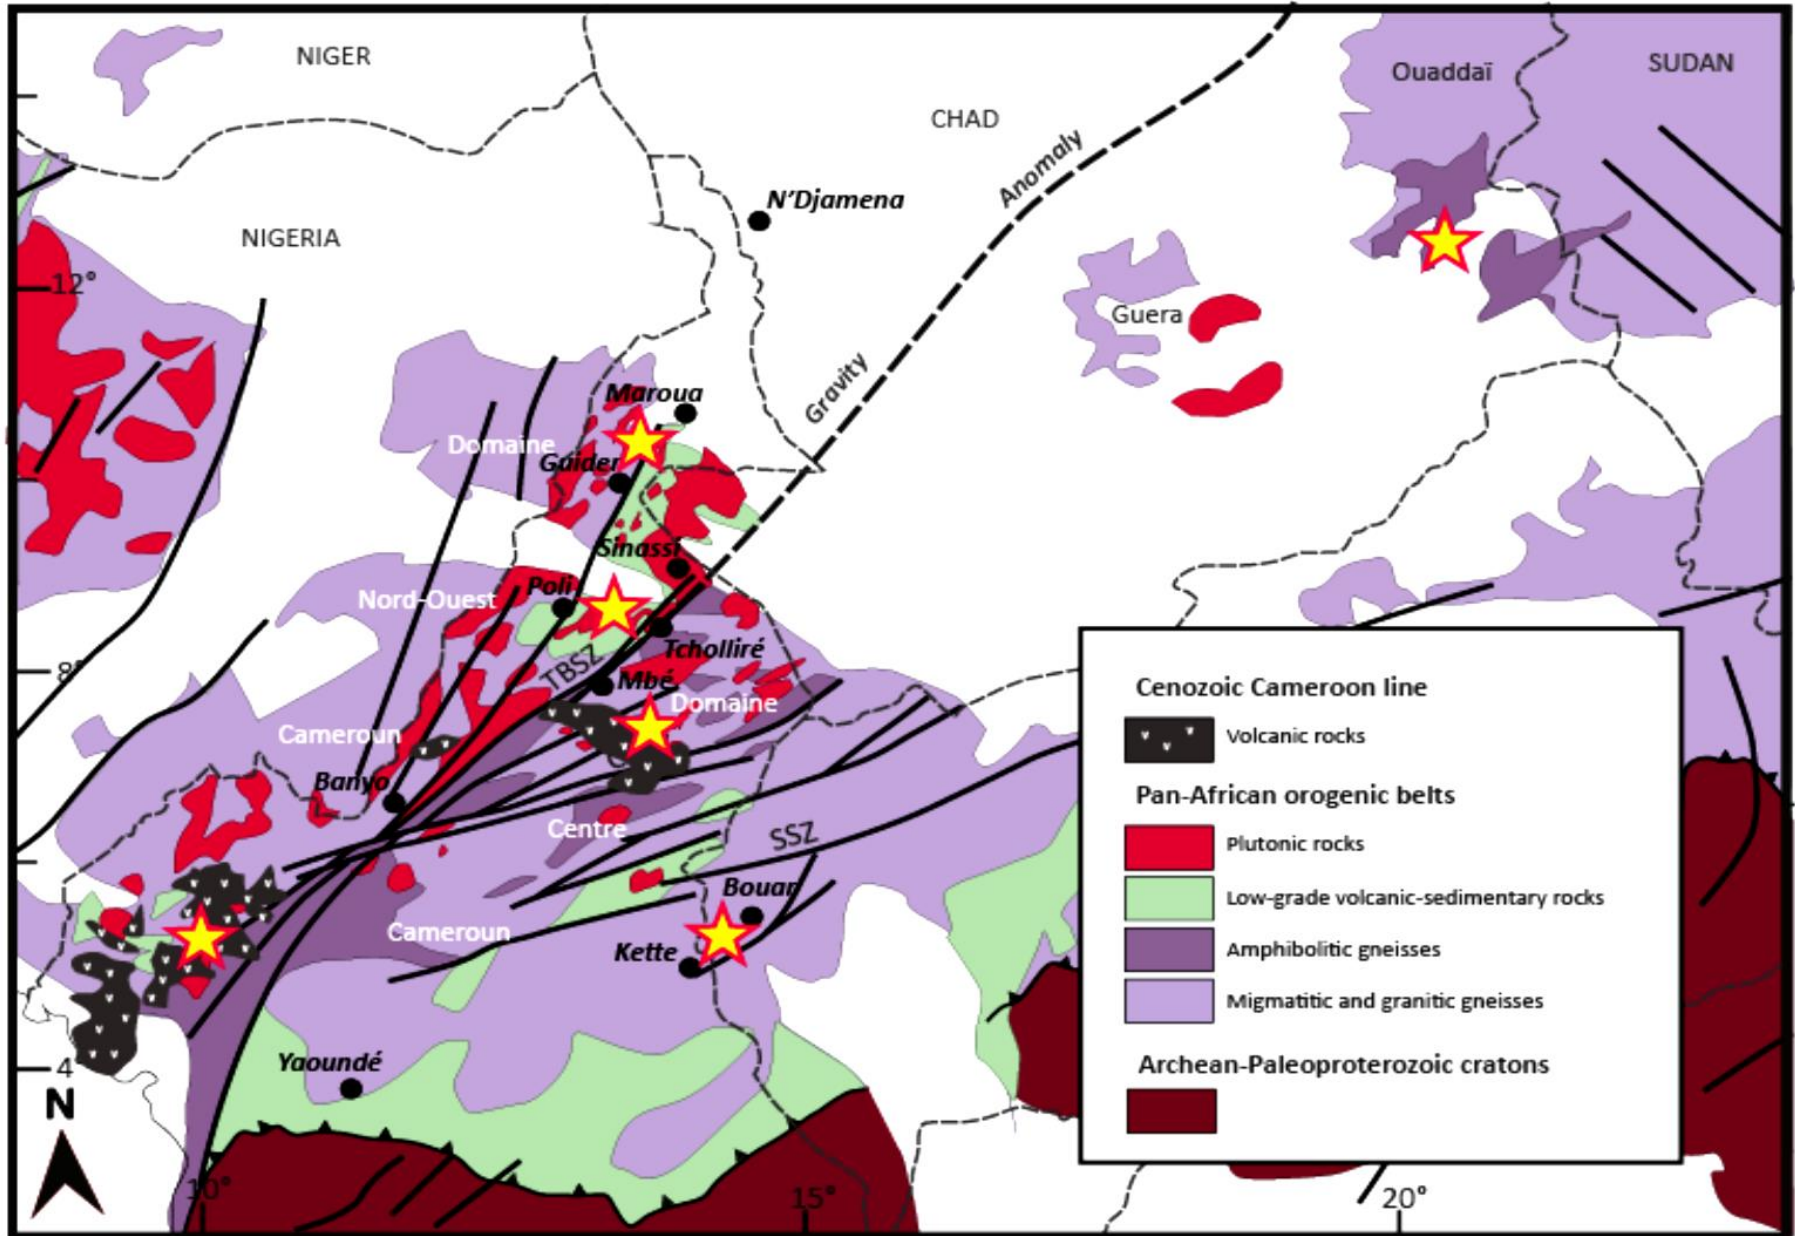 NIGER
Ouaddaï
SUDAN
CHAD
Anomaly
N'Djamena
NIGERIA
12°
Guera
Gravity
Maroua
Domaine
Guider
Sinassi
Poli
Nord-Ouest
Tcholliré
TBSZ
8°
Mbé
Domaine
Cameroun
Banyo
Centre
SSZ
Bouar
Cameroun
Kette
Yaoundé
4
N
10°
15°
20°
Cenozoic Cameroon line
Volcanic rocks
Pan-African orogenic belts
Plutonic rocks
Low-grade volcanic-sedimentary rocks
Amphibolitic gneisses
Migmatitic and granitic gneisses
Archean-Paleoproterozoic cratons